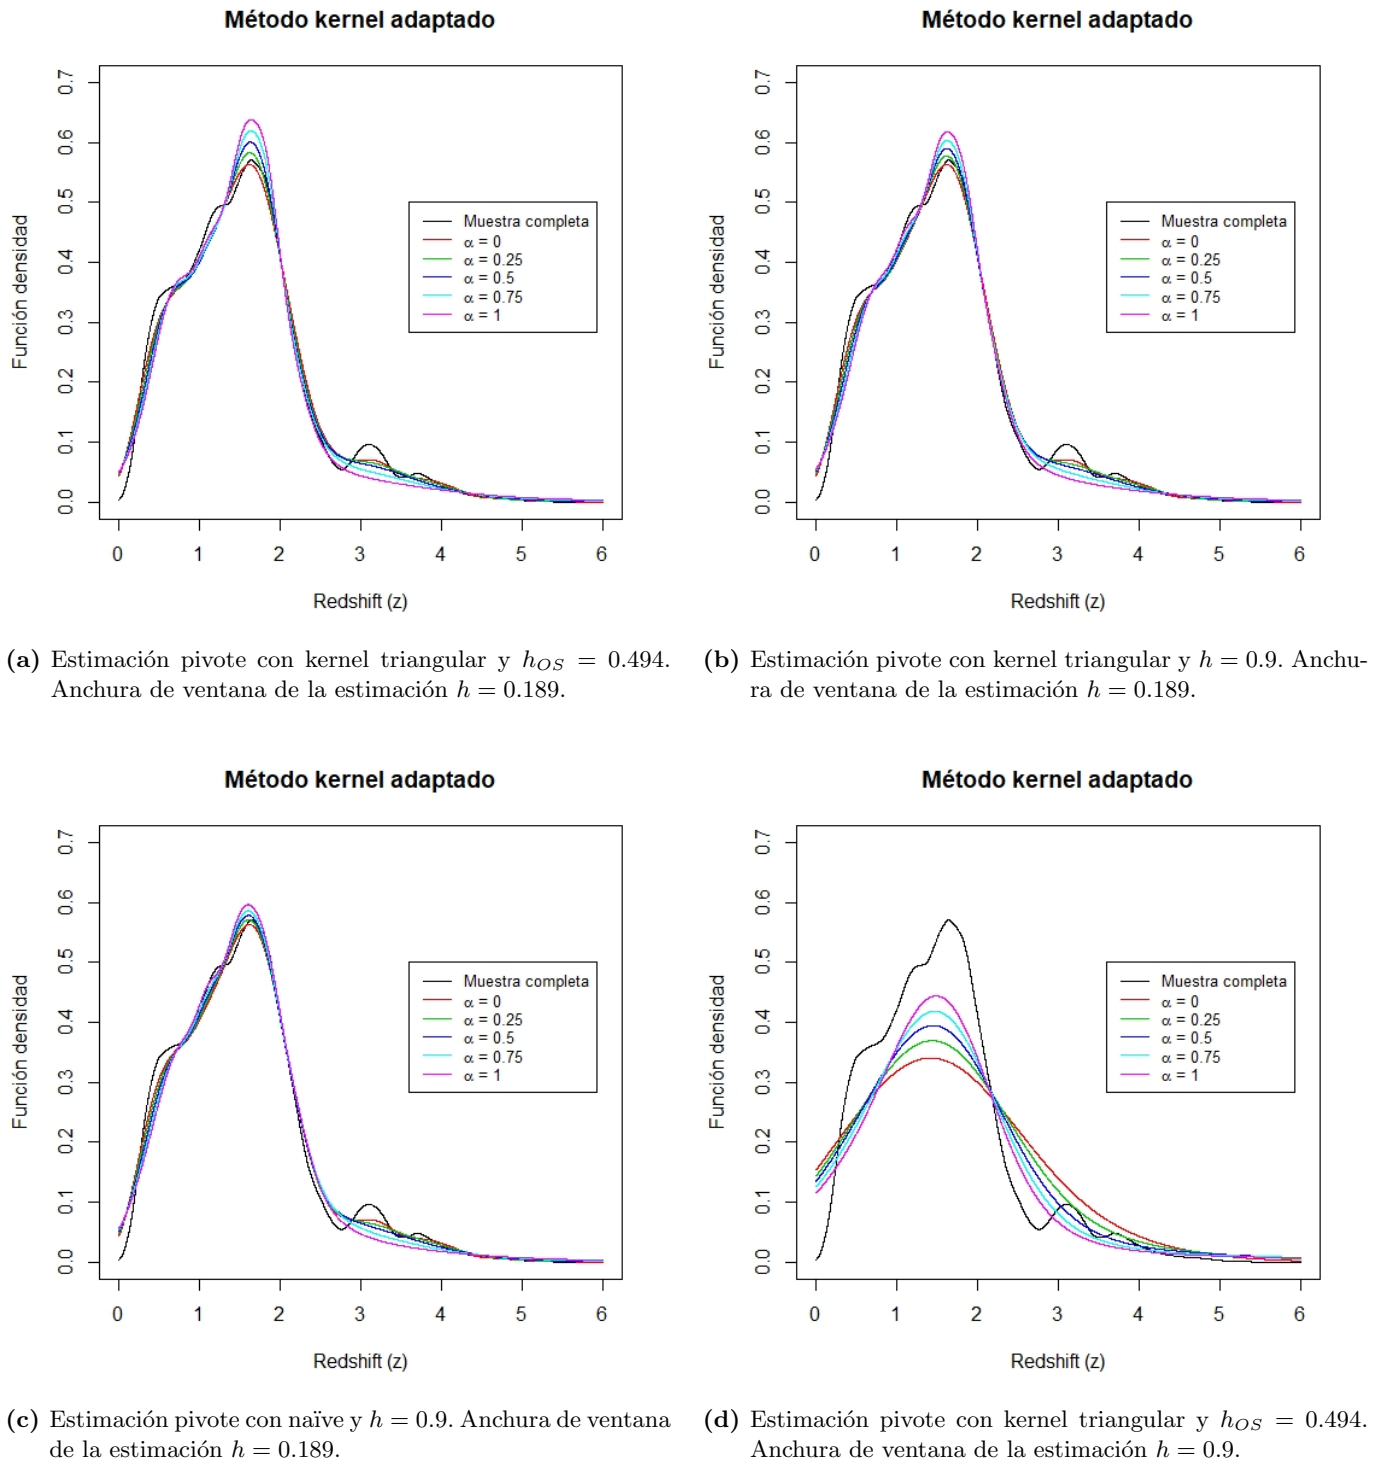 Método kernel adaptado
Función densidad
0.7
0.6
0.5
0.4
0.3
0.2
0.1
0.0
Muestra completa
α = 0
α = 0.25
α = 0.5
α = 0.75
α = 1
0 1 2 3 4 5 6
Redshift (z)
(a) Estimación pivote con kernel triangular y h_OS = 0.494.
Anchura de ventana de la estimación h = 0.189.
Método kernel adaptado
Función densidad
0.7
0.6
0.5
0.4
0.3
0.2
0.1
0.0
Muestra completa
α = 0
α = 0.25
α = 0.5
α = 0.75
α = 1
0 1 2 3 4 5 6
Redshift (z)
(b) Estimación pivote con kernel triangular y h = 0.9. Anchu-
ra de ventana de la estimación h = 0.189.
Método kernel adaptado
Función densidad
0.7
0.6
0.5
0.4
0.3
0.2
0.1
0.0
Muestra completa
α = 0
α = 0.25
α = 0.5
α = 0.75
α = 1
0 1 2 3 4 5 6
Redshift (z)
(c) Estimación pivote con naïve y h = 0.9. Anchura de ventana
de la estimación h = 0.189.
Método kernel adaptado
Función densidad
0.7
0.6
0.5
0.4
0.3
0.2
0.1
0.0
Muestra completa
α = 0
α = 0.25
α = 0.5
α = 0.75
α = 1
0 1 2 3 4 5 6
Redshift (z)
(d) Estimación pivote con kernel triangular y h_OS = 0.494.
Anchura de ventana de la estimación h = 0.9.